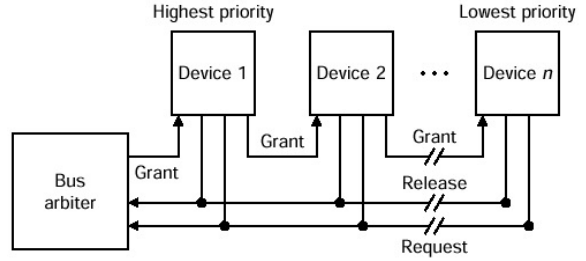 Highest priority
Lowest priority
Device 1
Device 2
...
Device n
Grant
Grant
Grant
Bus
arbiter
Release
Request